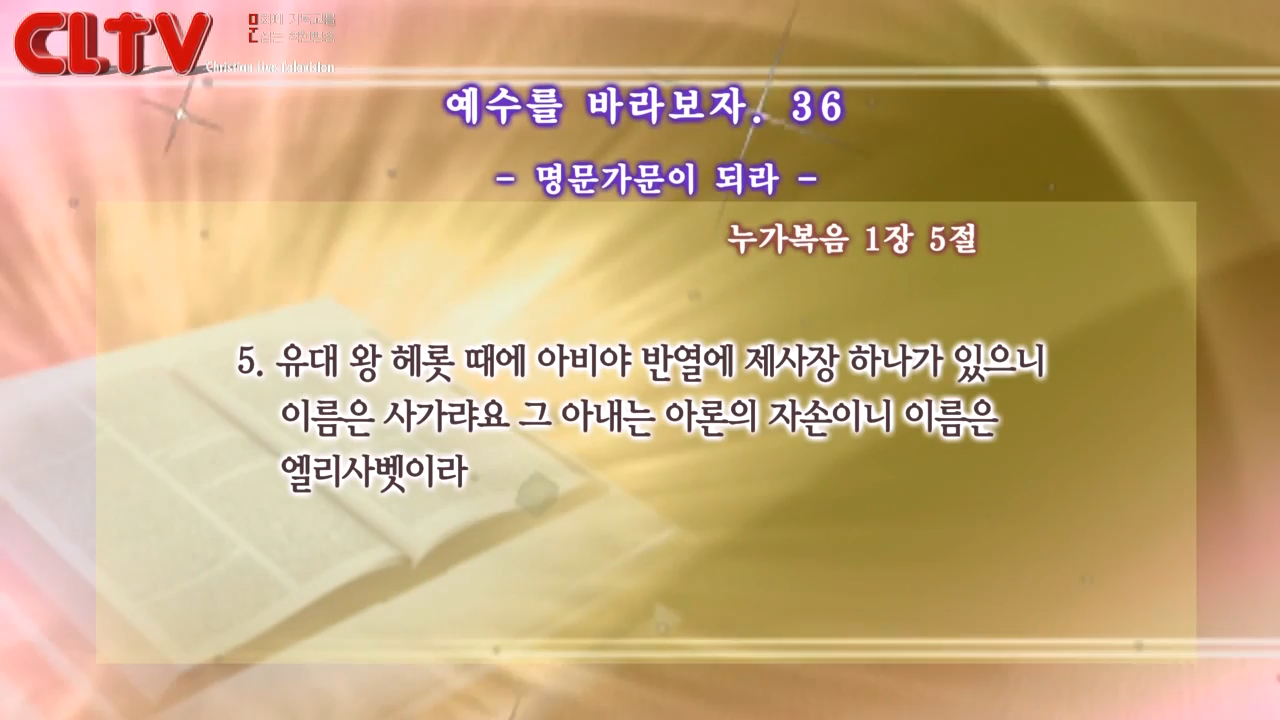 CLTV
Christian Live Television
예수를 바라보자. 36
- 명문가문이 되라 -
누가복음 1장 5절
5. 유대 왕 헤롯 때에 아비야 반열에 제사장 하나가 있으니
이름은 사가랴요 그 아내는 아론의 자손이니 이름은
엘리사벳이라